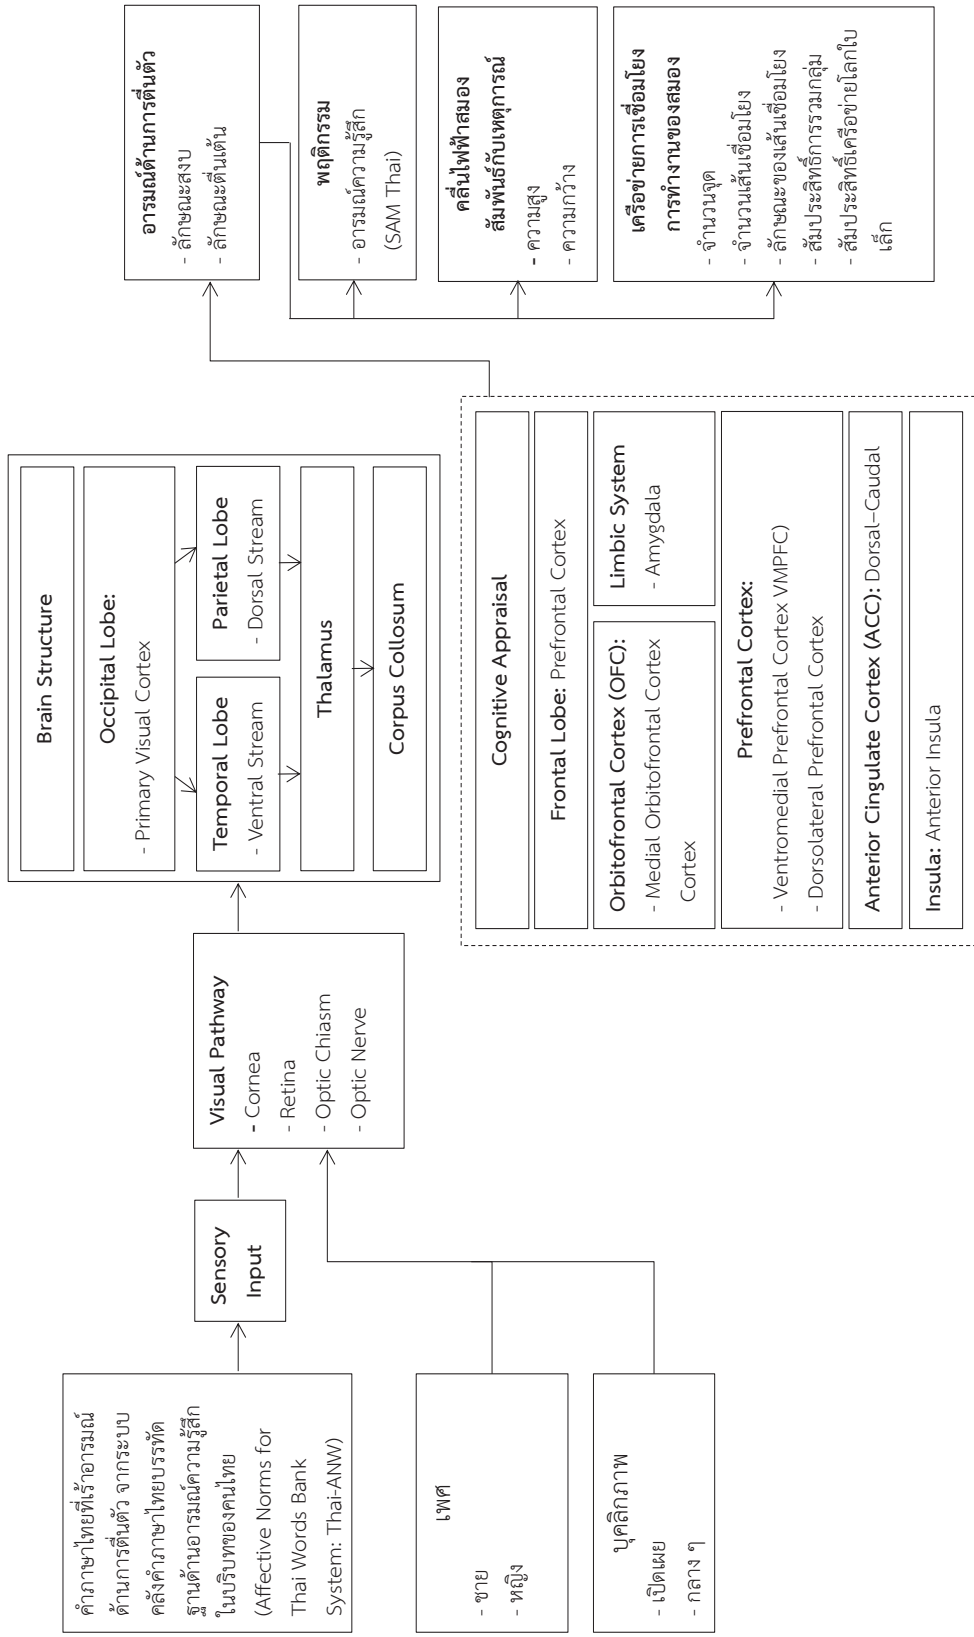 คำภาษาไทยที่เร้าอารมณ์
ด้านการตื่นตัว จากระบบ
คลังคำภาษาไทยบรรทัด
ฐานด้านอารมณ์ความรู้สึก
ในบริบทของคนไทย
(Affective Norms for
Thai Words Bank
System: Thai-ANW)
เพศ
- ชาย
- หญิง
บุคลิกภาพ
- เปิดเผย
- กลาง ๆ
Sensory
Input
Visual Pathway
- Cornea
- Retina
- Optic Chiasm
- Optic Nerve
Brain Structure
Occipital Lobe:
- Primary Visual Cortex
Temporal Lobe
- Ventral Stream
Parietal Lobe
- Dorsal Stream
Thalamus
Corpus Collosum
Cognitive Appraisal
Frontal Lobe: Prefrontal Cortex
Orbitofrontal Cortex (OFC):
- Medial Orbitofrontal Cortex
Cortex
Limbic System
- Amygdala
Prefrontal Cortex:
- Ventromedial Prefrontal Cortex VMPFC)
- Dorsolateral Prefrontal Cortex
Anterior Cingulate Cortex (ACC): Dorsal–Caudal
Insula: Anterior Insula
อารมณ์ด้านการตื่นตัว
- ลักษณะสงบ
- ลักษณะตื่นเต้น
พฤติกรรม
- อารมณ์ความรู้สึก
(SAM Thai)
คลื่นไฟฟ้าสมอง
สัมพันธ์กับเหตุการณ์
- ความสูง
- ความกว้าง
เครือข่ายการเชื่อมโยง
การทำงานของสมอง
- จำนวนจุด
- จำนวนเส้นเชื่อมโยง
- ลักษณะของเส้นเชื่อมโยง
- สัมประสิทธิ์การรวมกลุ่ม
- สัมประสิทธิ์เครือข่ายโลกใบ
เล็ก